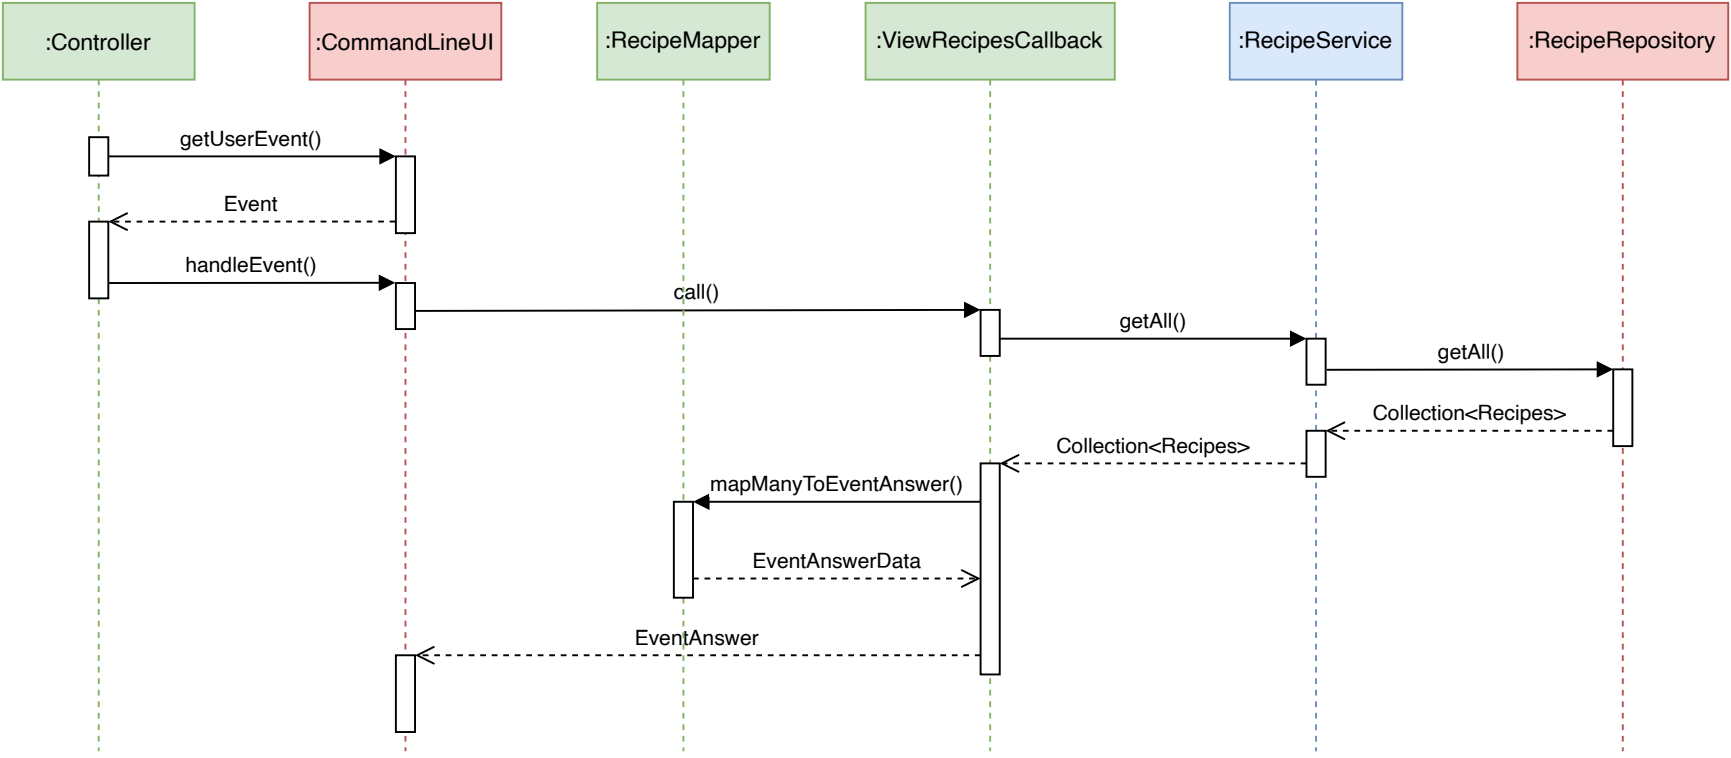 :Controller
:CommandLineUI
:RecipeMapper
:ViewRecipesCallback
:RecipeService
:RecipeRepository
getUserEvent()
Event
handleEvent()
call()
getAll()
getAll()
Collection<Recipes>
Collection<Recipes>
mapManyToEventAnswer()
EventAnswerData
EventAnswer